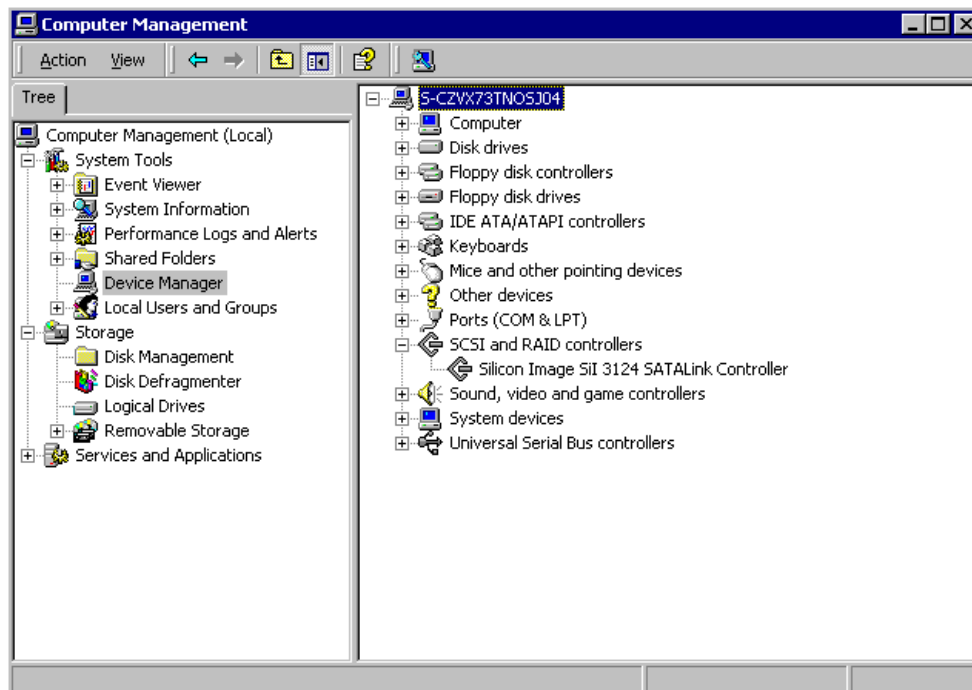 Computer Management
Action View
Tree
Computer Management (Local)
System Tools
Event Viewer
System Information
Performance Logs and Alerts
Shared Folders
Device Manager
Local Users and Groups
Storage
Disk Management
Disk Defragmenter
Logical Drives
Removable Storage
Services and Applications
S-CZVX73TNOSJ04
Computer
Disk drives
Floppy disk controllers
Floppy disk drives
IDE ATA/ATAPI controllers
Keyboards
Mice and other pointing devices
Other devices
Ports (COM & LPT)
SCSI and RAID controllers
Silicon Image SiI 3124 SATALink Controller
Sound, video and game controllers
System devices
Universal Serial Bus controllers